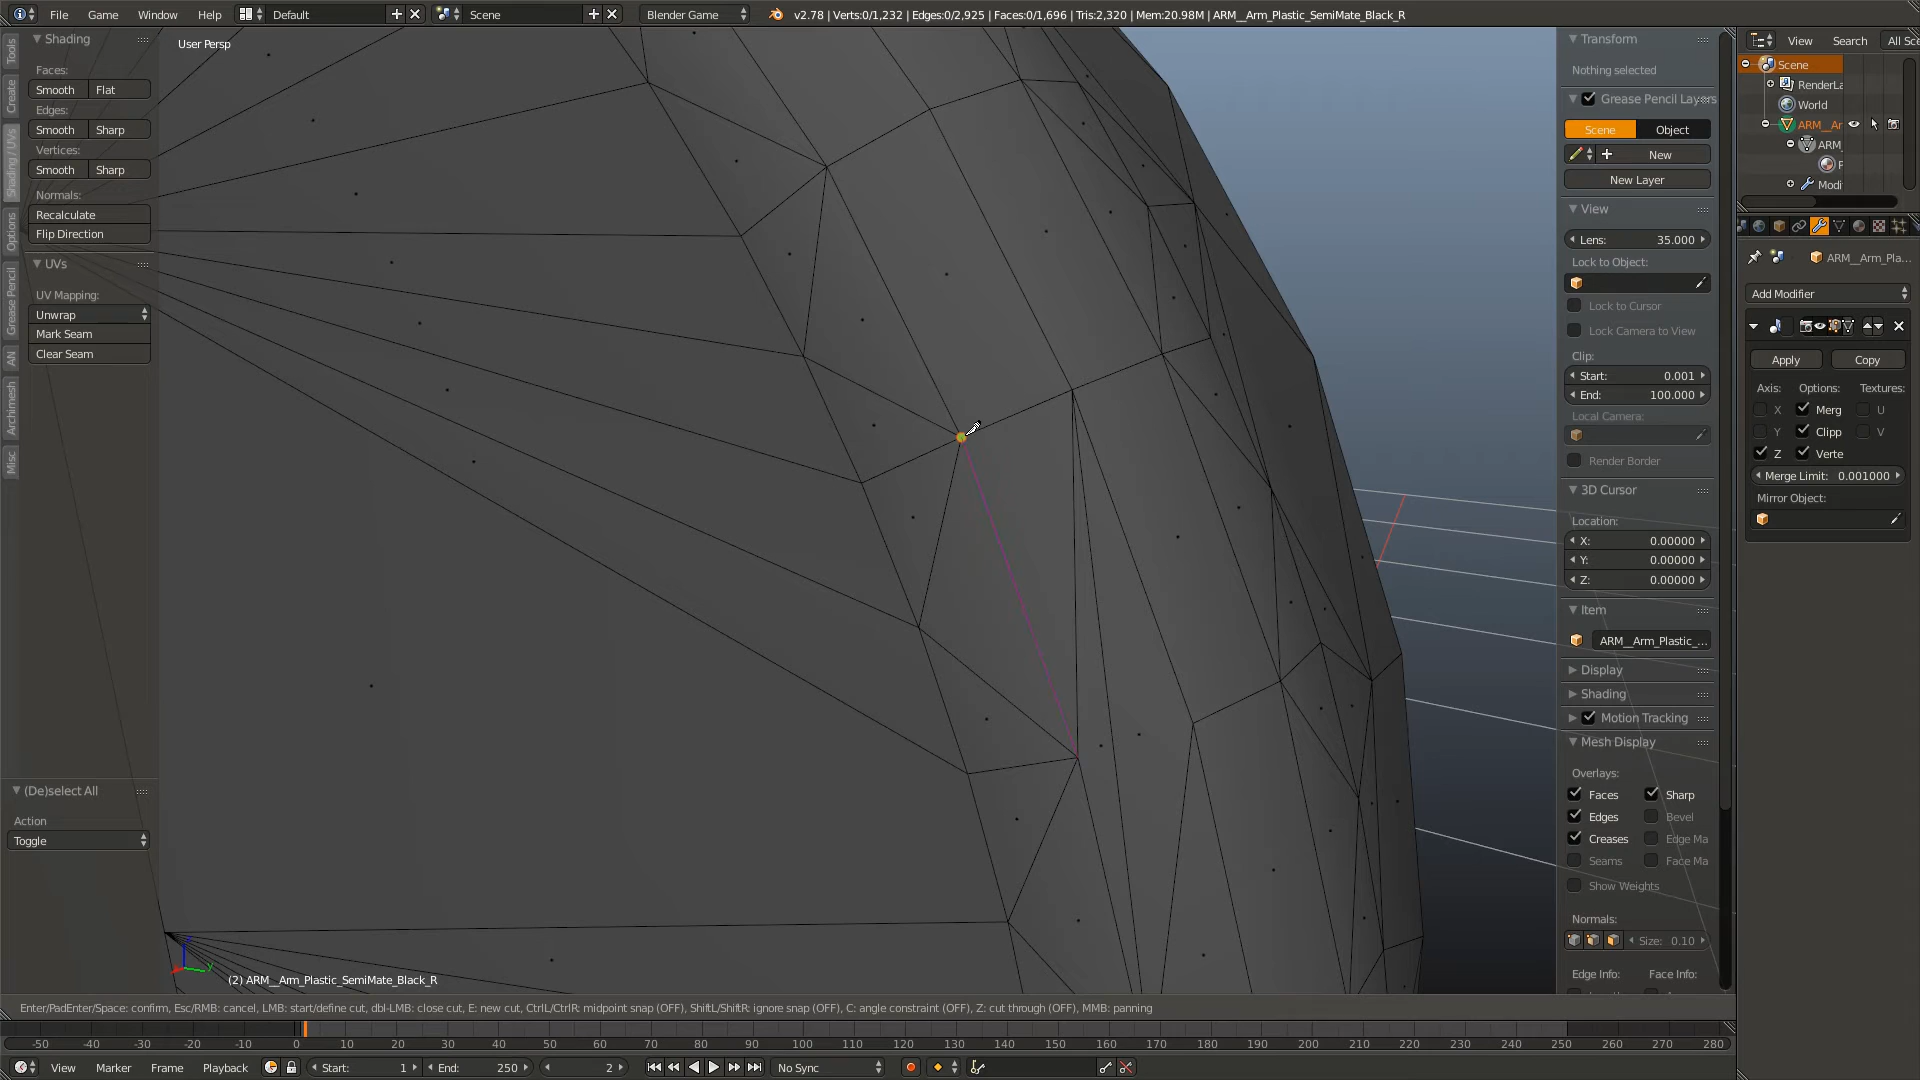 File Game Window Help Default Scene Blender Game v2.78 | Verts:0/1,232 | Edges:0/2,925 | Faces:0/1,696 | Tris:2,320 | Mem:20.98M | ARM__Arm_Plastic_SemiMate_Black_R
Tools
Create
Shading / UVs
Options
Grease Pencil
AN
Archimesh
Misc
Shading
Faces:
Smooth Flat
Edges:
Smooth Sharp
Vertices:
Smooth Sharp
Normals:
Recalculate
Flip Direction
UVs
UV Mapping:
Unwrap
Mark Seam
Clear Seam
(De)select All
Action
Toggle
User Persp
(2) ARM__Arm_Plastic_SemiMate_Black_R
Transform
Nothing selected
Grease Pencil Layers
Scene Object
New
New Layer
View
Lens: 35.000
Lock to Object:
Lock to Cursor
Lock Camera to View
Clip:
Start: 0.001
End: 100.000
Local Camera:
Render Border
3D Cursor
Location:
X: 0.00000
Y: 0.00000
Z: 0.00000
Item
ARM__Arm_Plastic_...
Display
Shading
Motion Tracking
Mesh Display
Overlays:
Faces Sharp
Edges Bevel
Creases Edge Ma
Seams Face Ma
Show Weights
Normals:
Size: 0.10
Edge Info: Face Info:
View Search All Sce
Scene
RenderLa
World
ARM__Ar
ARM_
Modi
ARM__Arm_Pla...
Add Modifier
Apply Copy
Axis: Options: Textures:
X Merg U
Y Clipp V
Z Verte
Merge Limit: 0.001000
Mirror Object:
Enter/PadEnter/Space: confirm, Esc/RMB: cancel, LMB: start/define cut, dbl-LMB: close cut, E: new cut, CtrlL/CtrlR: midpoint snap (OFF), ShiftL/ShiftR: ignore snap (OFF), C: angle constraint (OFF), Z: cut through (OFF), MMB: panning
-50 -40 -30 -20 -10 0 10 20 30 40 50 60 70 80 90 100 110 120 130 140 150 160 170 180 190 200 210 220 230 240 250 260 270 280
View Marker Frame Playback Start: 1 End: 250 2 No Sync